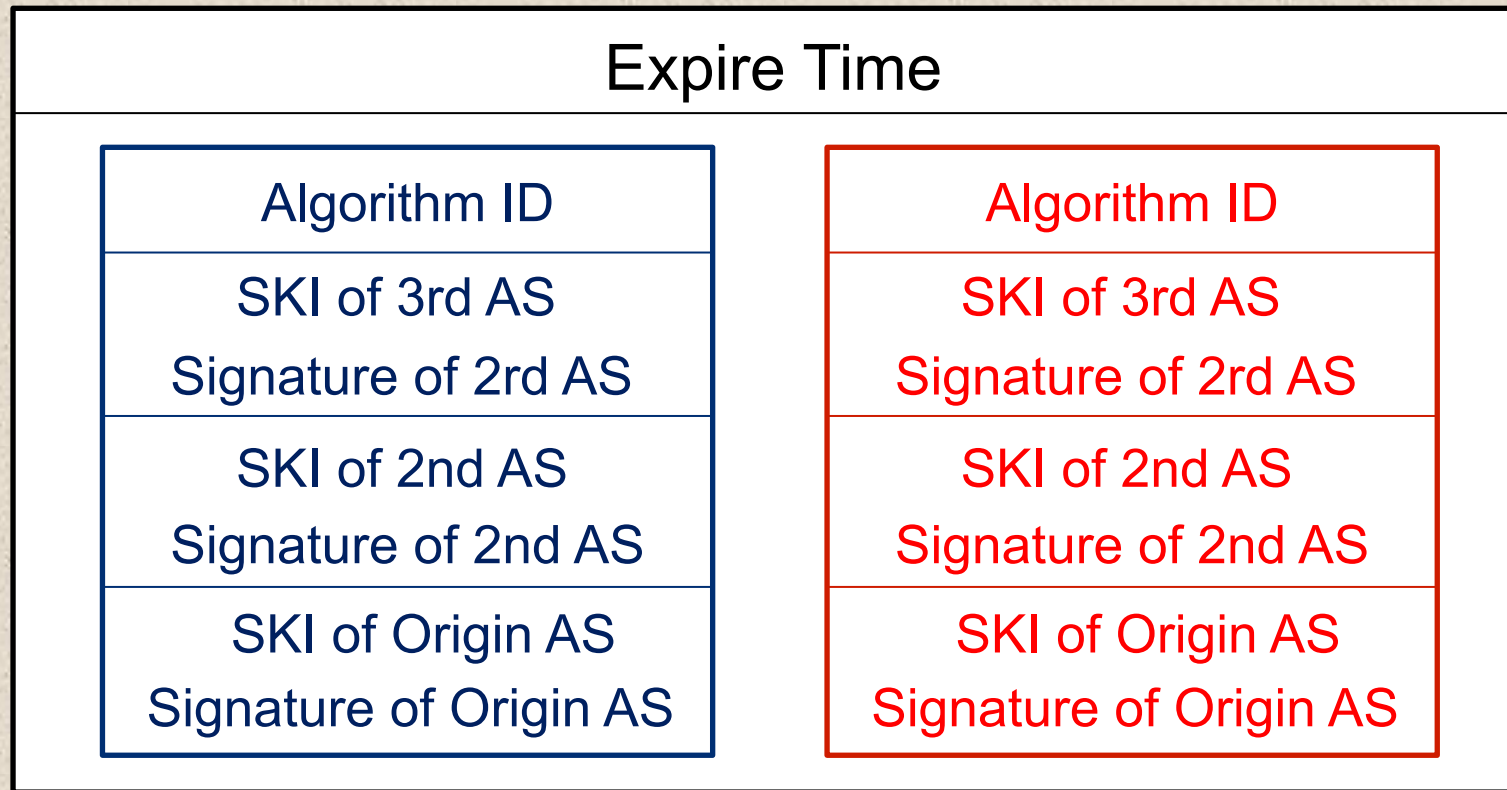 Expire Time
Algorithm ID
SKI of 3rd AS
Signature of 2rd AS
SKI of 2nd AS
Signature of 2nd AS
SKI of Origin AS
Signature of Origin AS
Algorithm ID
SKI of 3rd AS
Signature of 2rd AS
SKI of 2nd AS
Signature of 2nd AS
SKI of Origin AS
Signature of Origin AS